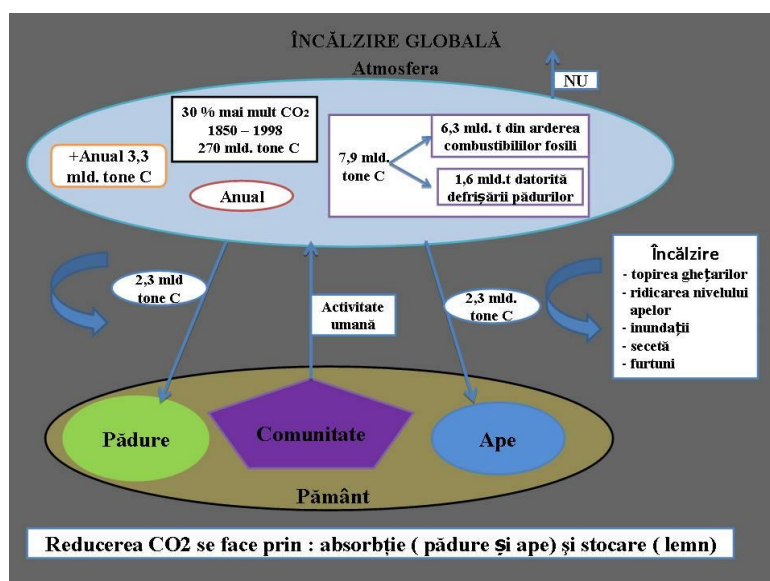 ÎNCĂLZIRE GLOBALĂ
Atmosfera
NU
30 % mai mult CO₂
1850 – 1998
270 mld. tone C
+Anual 3,3
mld. tone C
Anual
7,9 mld.
tone C
6,3 mld. t din arderea
combustibililor fosili
1,6 mld.t datorită
defrișării pădurilor
2,3 mld
tone C
Activitate
umană
2,3 mld.
tone C
Încălzire
- topirea ghețarilor
- ridicarea nivelului
apelor
- inundații
- secetă
- furtuni
Pădure
Comunitate
Ape
Pământ
Reducerea CO2 se face prin : absorbție ( pădure și ape) şi stocare ( lemn)